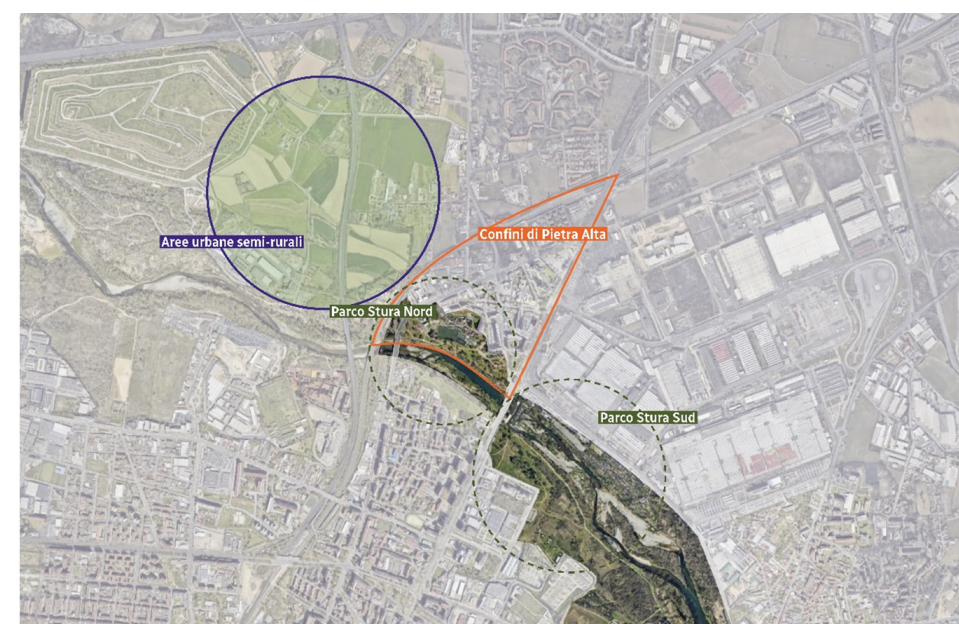 Confini di Pietra Alta
Aree urbane semi-rurali
Parco Stura Nord
Parco Stura Sud